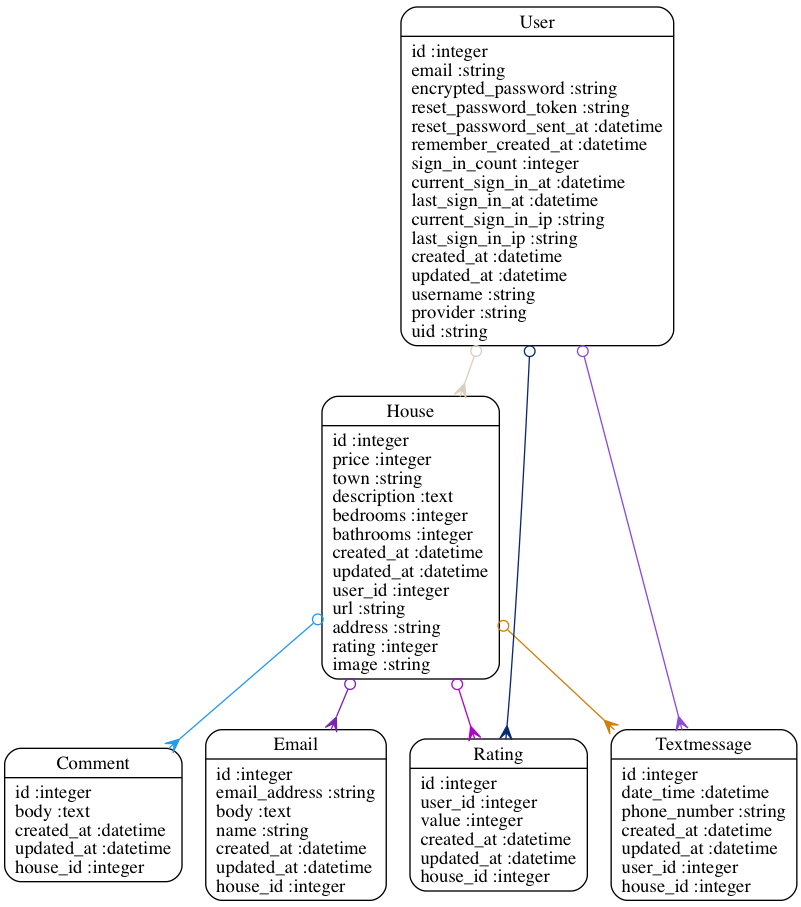 User
id :integer
email :string
encrypted_password :string
reset_password_token :string
reset_password_sent_at :datetime
remember_created_at :datetime
sign_in_count :integer
current_sign_in_at :datetime
last_sign_in_at :datetime
current_sign_in_ip :string
last_sign_in_ip :string
created_at :datetime
updated_at :datetime
username :string
provider :string
uid :string
House
id :integer
price :integer
town :string
description :text
bedrooms :integer
bathrooms :integer
created_at :datetime
updated_at :datetime
user_id :integer
url :string
address :string
rating :integer
image :string
Comment
id :integer
body :text
created_at :datetime
updated_at :datetime
house_id :integer
Email
id :integer
email_address :string
body :text
name :string
created_at :datetime
updated_at :datetime
house_id :integer
Rating
id :integer
user_id :integer
value :integer
created_at :datetime
updated_at :datetime
house_id :integer
Textmessage
id :integer
date_time :datetime
phone_number :string
created_at :datetime
updated_at :datetime
user_id :integer
house_id :integer